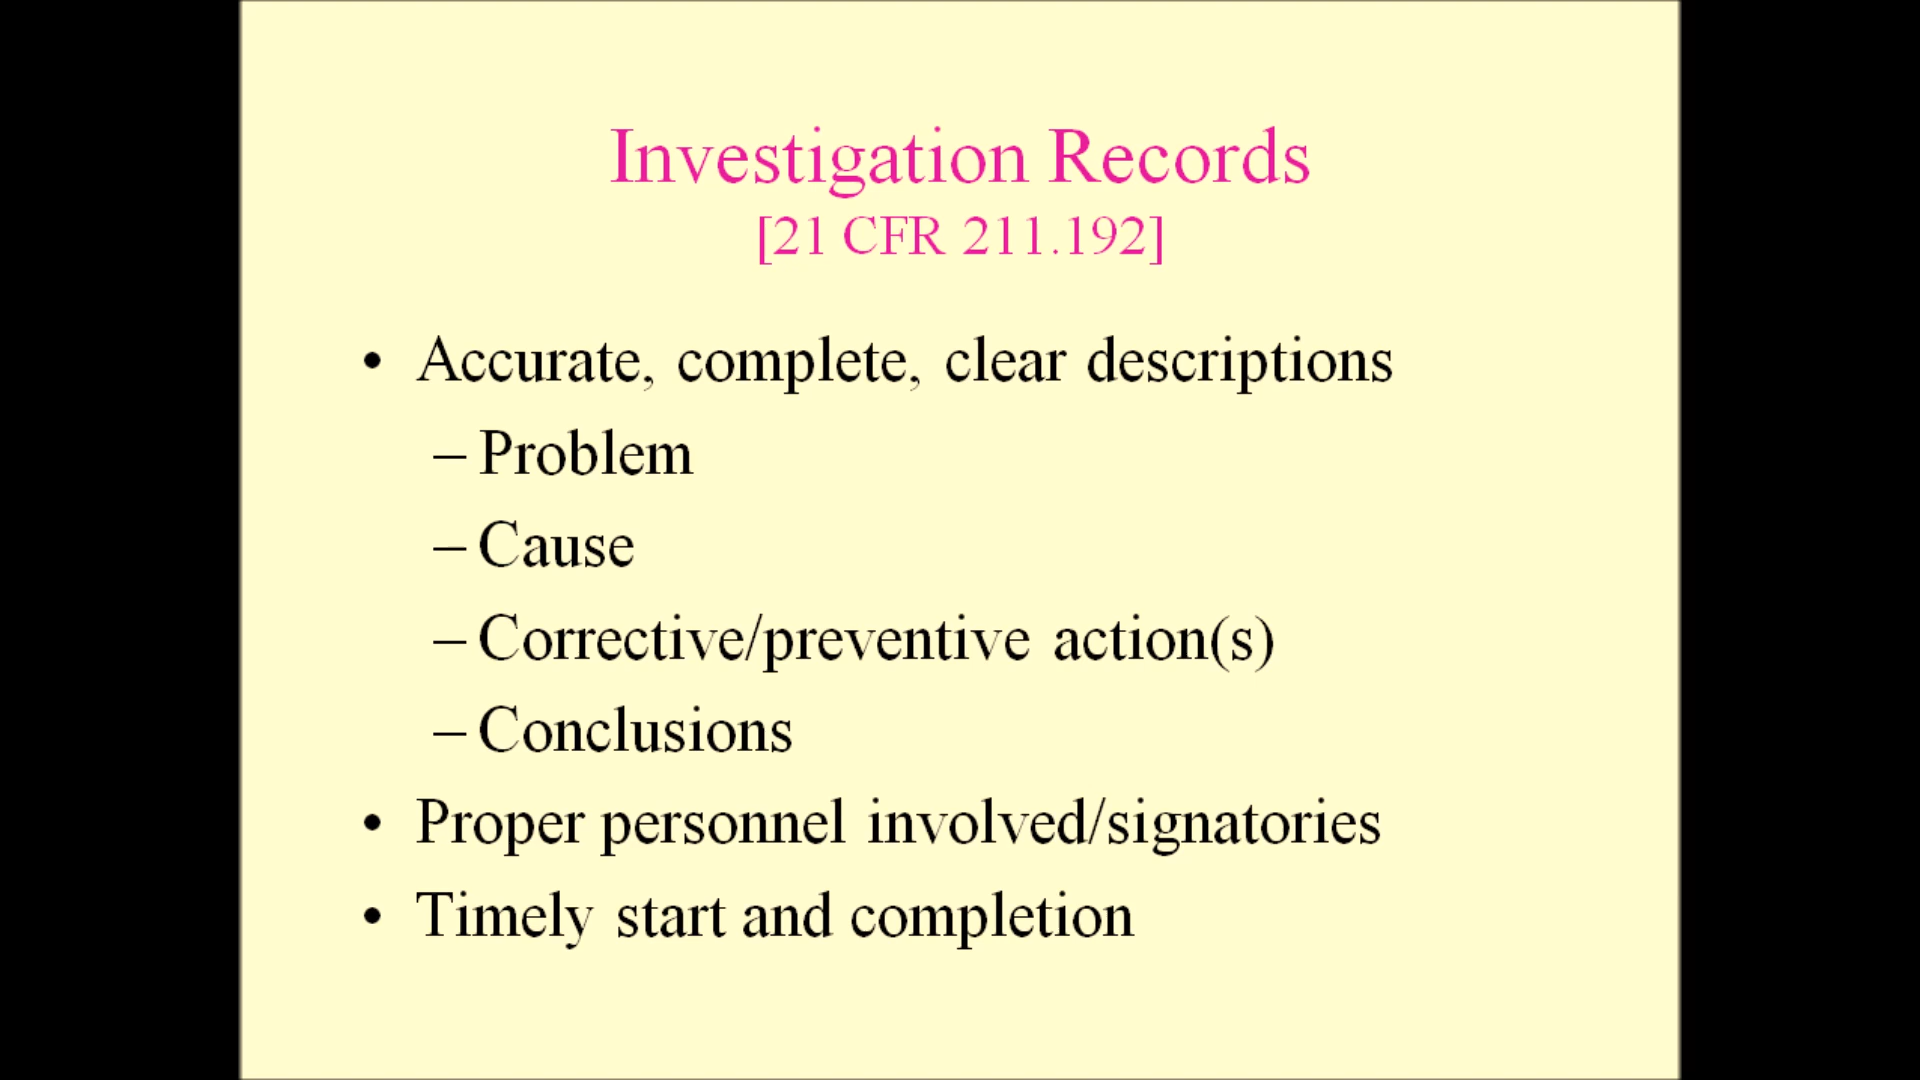 Investigation Records
[21 CFR 211.192]
• Accurate, complete, clear descriptions
– Problem
– Cause
– Corrective/preventive action(s)
– Conclusions
• Proper personnel involved/signatories
• Timely start and completion